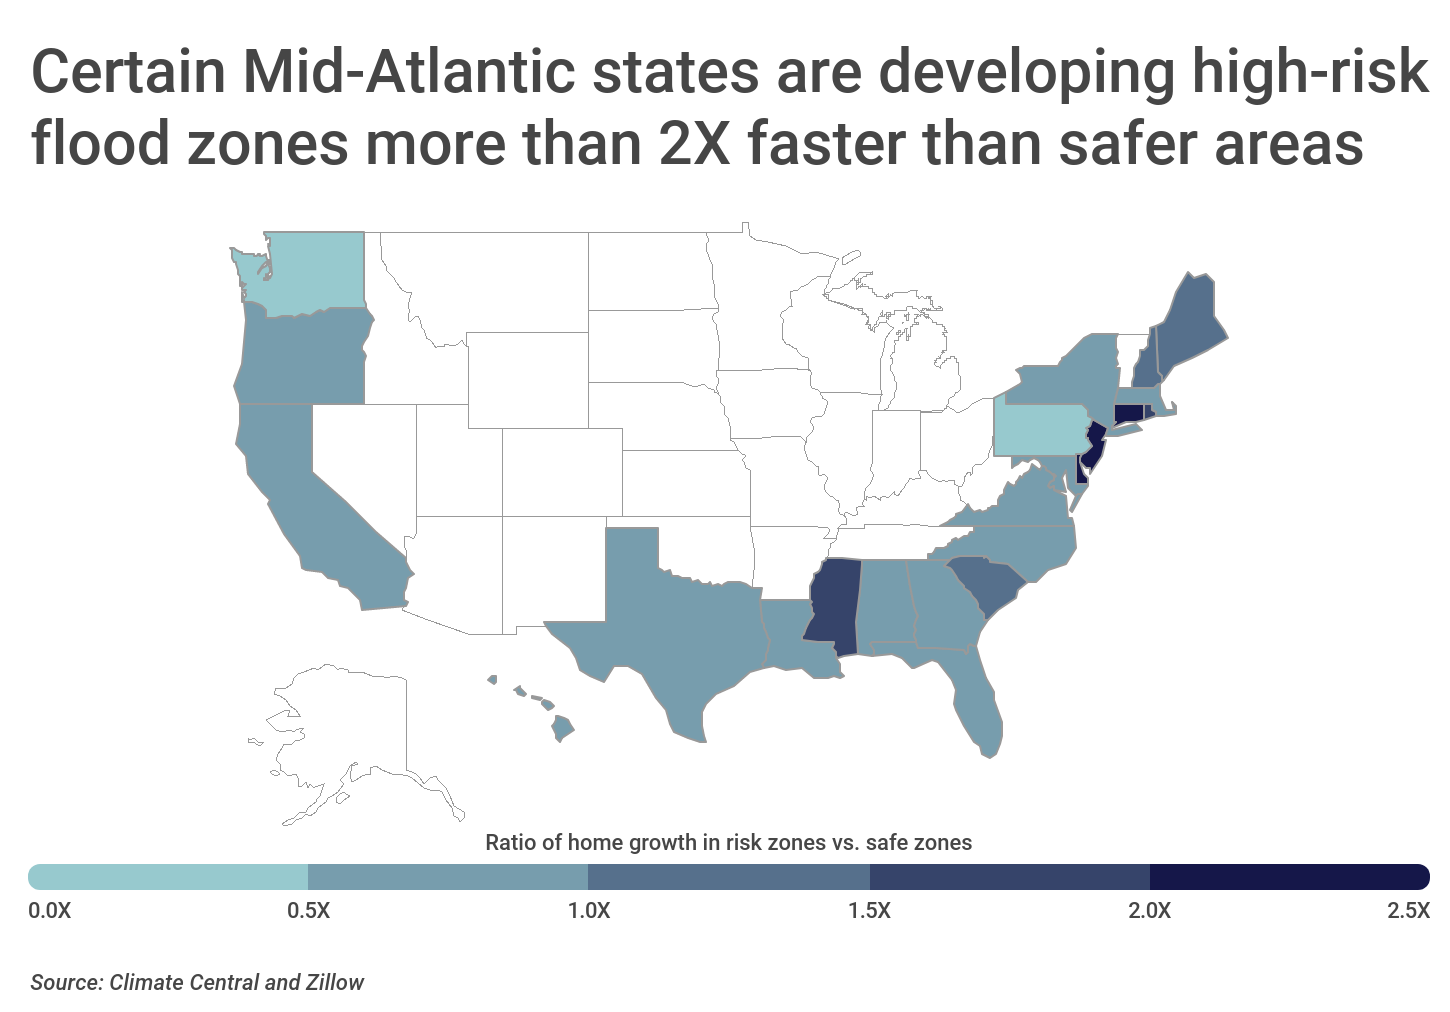 Certain Mid-Atlantic states are developing high-risk
flood zones more than 2X faster than safer areas
Ratio of home growth in risk zones vs. safe zones
0.0X 0.5X 1.0X 1.5X 2.0X 2.5X
Source: Climate Central and Zillow